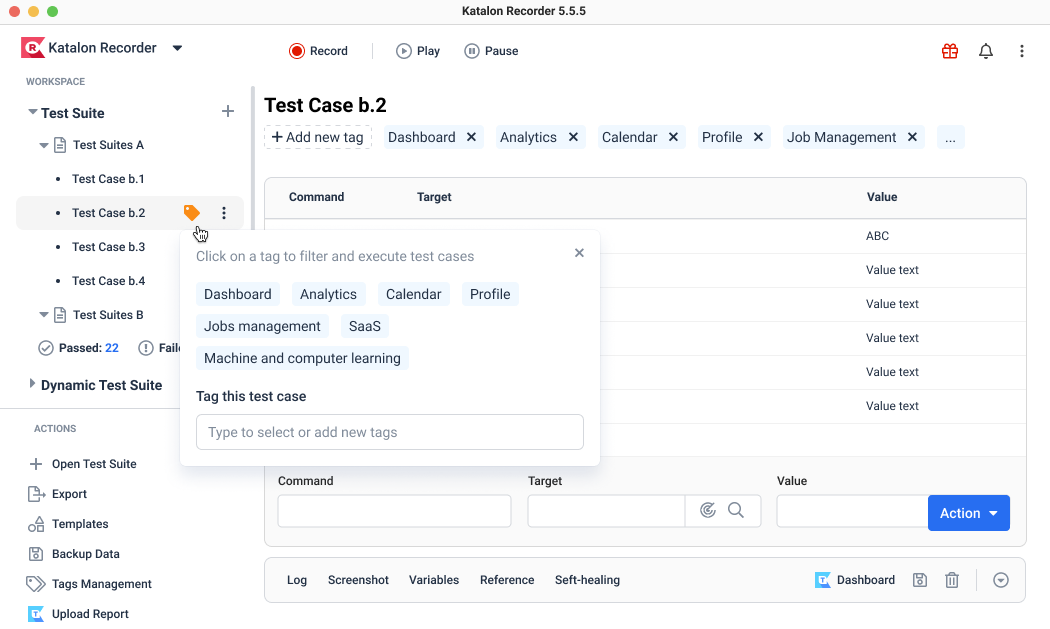 Katalon Recorder 5.5.5
Katalon Recorder
Record
Play
Pause
WORKSPACE
Test Suite
Test Suites A
Test Case b.1
Test Case b.2
Test Case b.3
Test Case b.4
Test Suites B
Passed: 22
Dynamic Test Suite
ACTIONS
Open Test Suite
Export
Templates
Backup Data
Tags Management
Upload Report
Test Case b.2
+ Add new tag
Dashboard ✕
Analytics ✕
Calendar ✕
Profile ✕
Job Management ✕
...
Command
Target
Value
ABC
Value text
Value text
Value text
Value text
Value text
Click on a tag to filter and execute test cases
Dashboard
Analytics
Calendar
Profile
Jobs management
SaaS
Machine and computer learning
Tag this test case
Type to select or add new tags
Command
Target
Value
Action
Log
Screenshot
Variables
Reference
Seft-healing
Dashboard